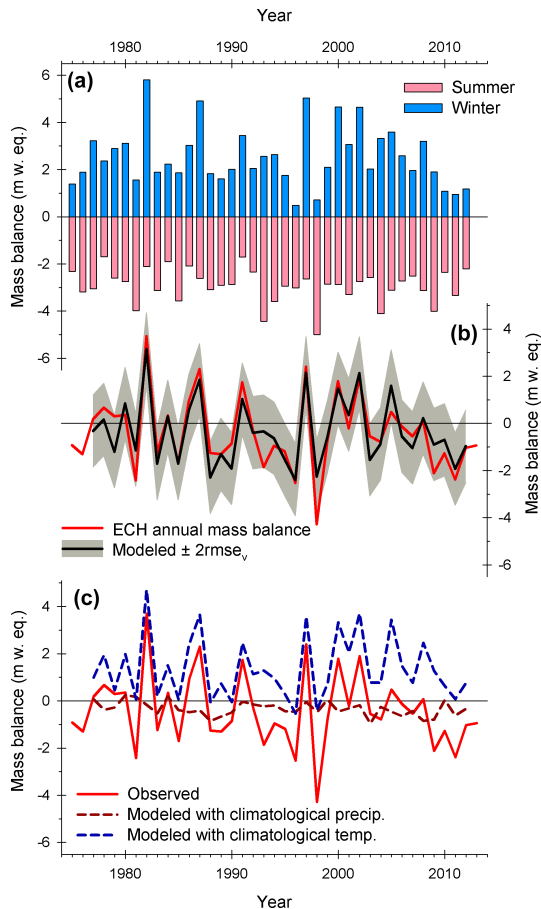 Year
1980 1990 2000 2010
(a)
Summer
Winter
6
4
2
0
-2
-4
-6
Mass balance (m w. eq.)
(b)
4
2
0
-2
-4
-6
Mass balance (m w. eq.)
ECH annual mass balance
Modeled ± 2rmseᵥ
(c)
4
2
0
-2
-4
-6
Mass balance (m w. eq.)
Observed
Modeled with climatological precip.
Modeled with climatological temp.
1980 1990 2000 2010
Year